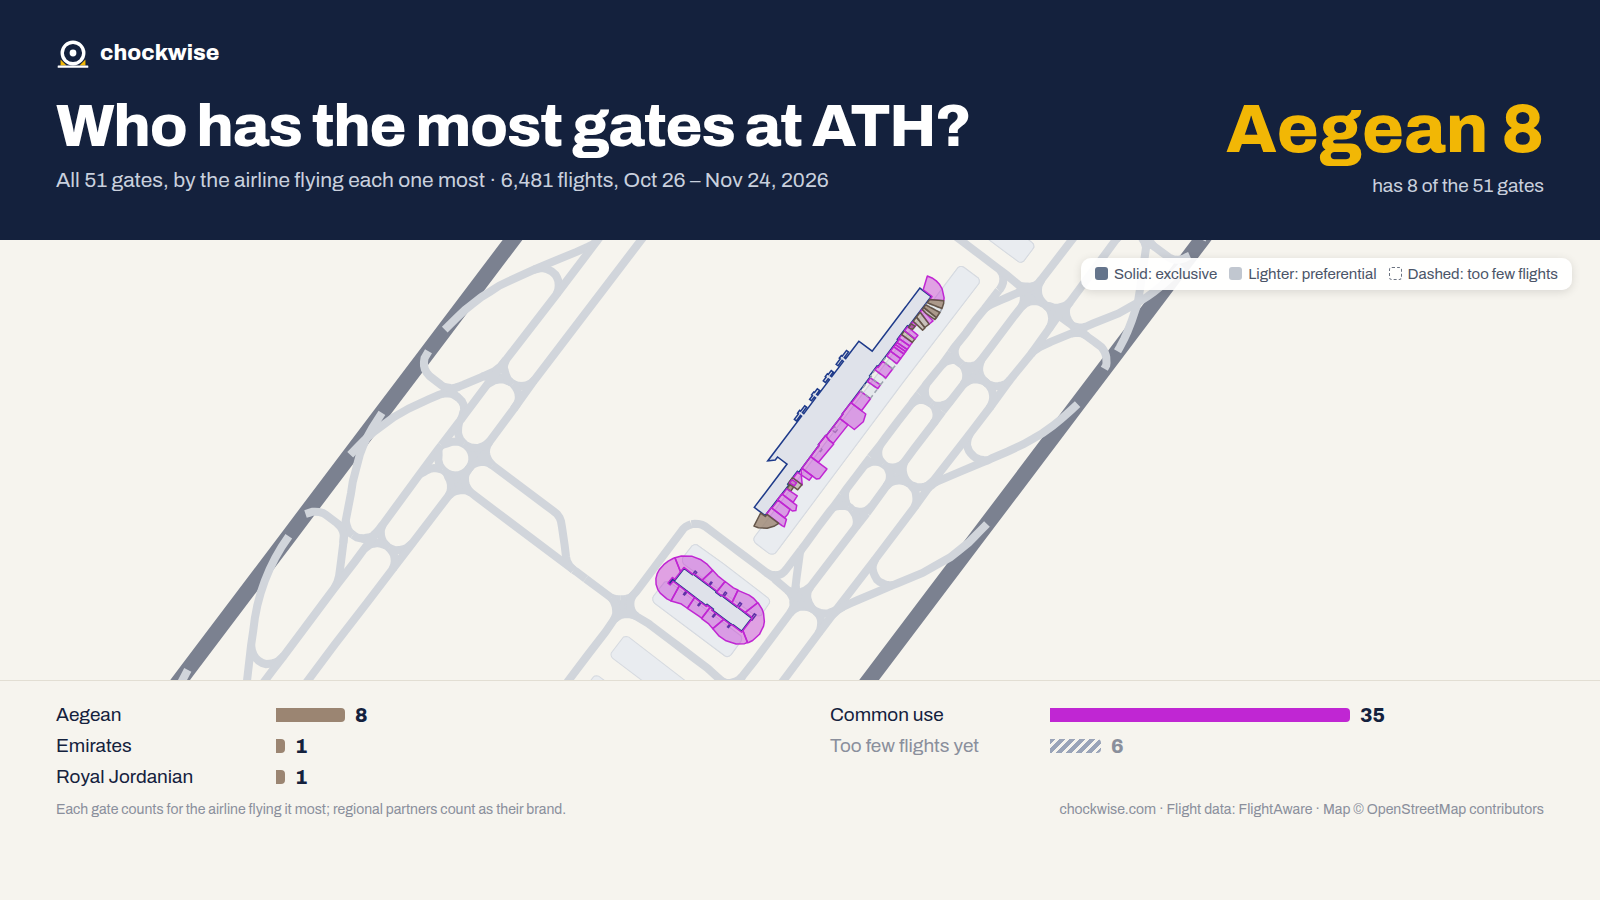 chockwise
Who has the most gates at ATH?
All 51 gates, by the airline flying each one most · 6,481 flights, Oct 26 – Nov 24, 2026
Aegean 8
has 8 of the 51 gates
Solid: exclusive
Lighter: preferential
Dashed: too few flights
Aegean 8
Emirates 1
Royal Jordanian 1
Common use 35
Too few flights yet 6
Each gate counts for the airline flying it most; regional partners count as their brand.
chockwise.com · Flight data: FlightAware · Map © OpenStreetMap contributors